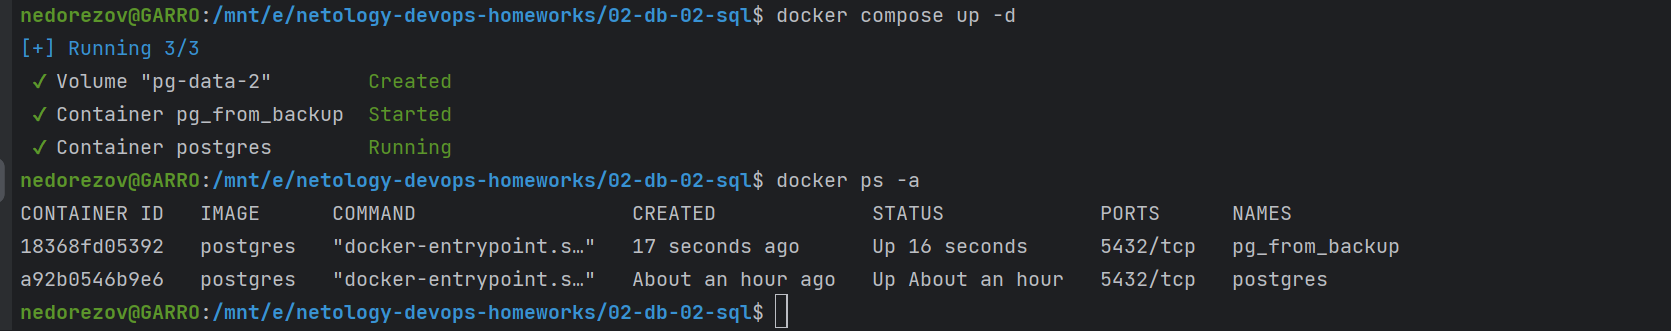 nedorezov@GARRO:/mnt/e/netology-devops-homeworks/02-db-02-sql$ docker compose up -d
[+] Running 3/3
✓ Volume "pg-data-2" Created
✓ Container pg_from_backup Started
✓ Container postgres Running
nedorezov@GARRO:/mnt/e/netology-devops-homeworks/02-db-02-sql$ docker ps -a
CONTAINER ID IMAGE COMMAND CREATED STATUS PORTS NAMES
18368fd05392 postgres "docker-entrypoint.s…" 17 seconds ago Up 16 seconds 5432/tcp pg_from_backup
a92b0546b9e6 postgres "docker-entrypoint.s…" About an hour ago Up About an hour 5432/tcp postgres
nedorezov@GARRO:/mnt/e/netology-devops-homeworks/02-db-02-sql$